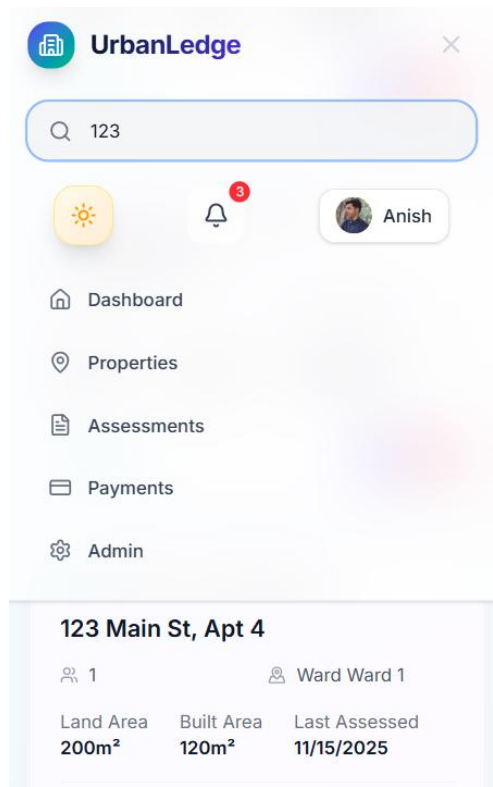 UrbanLedge
123
3
Anish
Dashboard
Properties
Assessments
Payments
Admin
123 Main St, Apt 4
1 Ward Ward 1
Land Area Built Area Last Assessed
200m² 120m² 11/15/2025